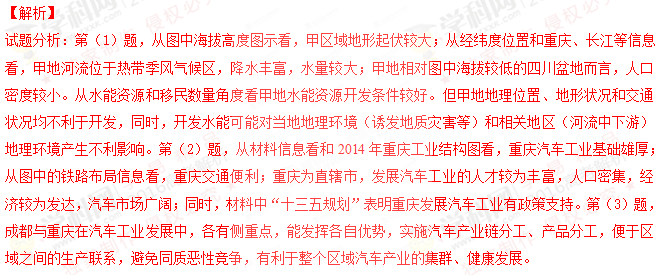 【解析】
试题分析：第（1）题，从图中海拔高度图示看，甲区域地形起伏较大；从经纬度位置和重庆、长江等信息
看，甲地河流位于热带季风气候区，降水丰富，水量较大；甲地相对图中海拔较低的四川盆地而言，人口
密度较小。从水能资源和移民数量角度看甲地水能资源开发条件较好。但甲地地理位置、地形状况和交通
状况均不利于开发，同时，开发水能可能对当地地理环境（诱发地质灾害等）和相关地区（河流中下游）
地理环境产生不利影响。第（2）题，从材料信息看和 2014 年重庆工业结构图看，重庆汽车工业基础雄厚；
从图中的铁路布局信息看，重庆交通便利；重庆为直辖市，发展汽车工业的人才较为丰富，人口密集，经
济较为发达，汽车市场广阔；同时，材料中“十三五规划”表明重庆发展汽车工业有政策支持。第（3）题，
成都与重庆在汽车工业发展中，各有侧重点，能发挥各自优势，实施汽车产业链分工、产品分工，便于区
域之间的生产联系，避免同质恶性竞争，有利于整个区域汽车产业的集群、健康发展。